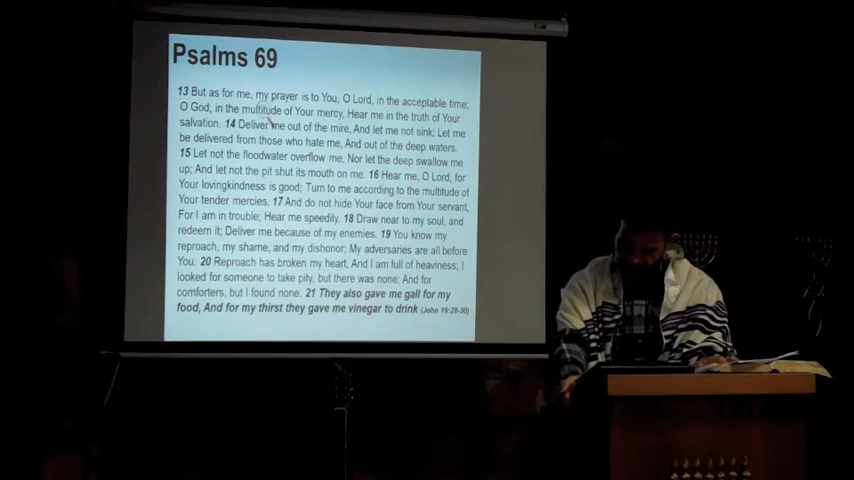 Psalms 69
13 But as for me, my prayer is to You, O Lord, in the acceptable time;
O God, in the multitude of Your mercy, Hear me in the truth of Your
salvation. 14 Deliver me out of the mire, And let me not sink; Let me
be delivered from those who hate me, And out of the deep waters.
15 Let not the floodwater overflow me, Nor let the deep swallow me
up; And let not the pit shut its mouth on me. 16 Hear me, O Lord, for
Your lovingkindness is good; Turn to me according to the multitude of
Your tender mercies. 17 And do not hide Your face from Your servant,
For I am in trouble; Hear me speedily. 18 Draw near to my soul, and
redeem it; Deliver me because of my enemies. 19 You know my
reproach, my shame, and my dishonor; My adversaries are all before
You. 20 Reproach has broken my heart, And I am full of heaviness; I
looked for someone to take pity, but there was none; And for
comforters, but I found none. 21 They also gave me gall for my
food, And for my thirst they gave me vinegar to drink (John 19:28-30)